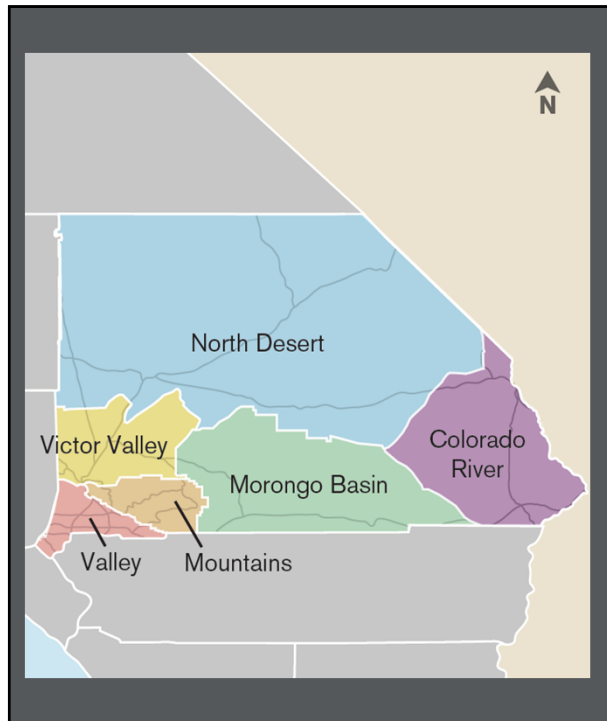 N
North Desert
Victor Valley
Colorado
River
Morongo Basin
Valley
Mountains